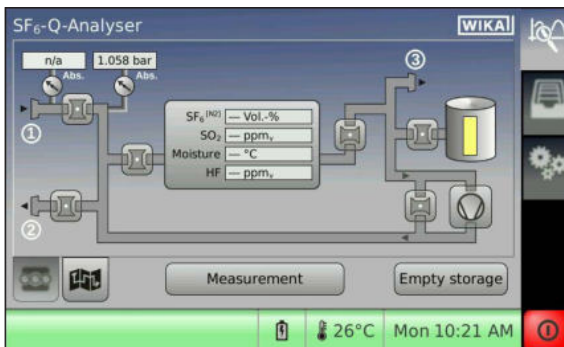 SF₆-Q-Analyser
WIKA
n/a
1.058 bar
Abs.
Abs.
①
②
③
SF₆ [N2] — Vol.-%
SO₂ — ppmᵥ
Moisture — °C
HF — ppmᵥ
Measurement
Empty storage
26°C
Mon 10:21 AM